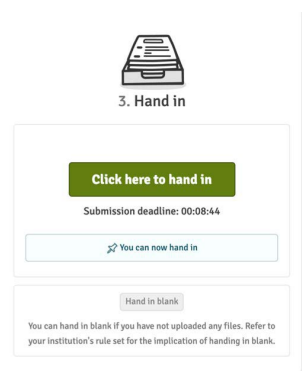 3. Hand in
Click here to hand in
Submission deadline: 00:08:44
You can now hand in
Hand in blank
You can hand in blank if you have not uploaded any files. Refer to
your institution's rule set for the implication of handing in blank.